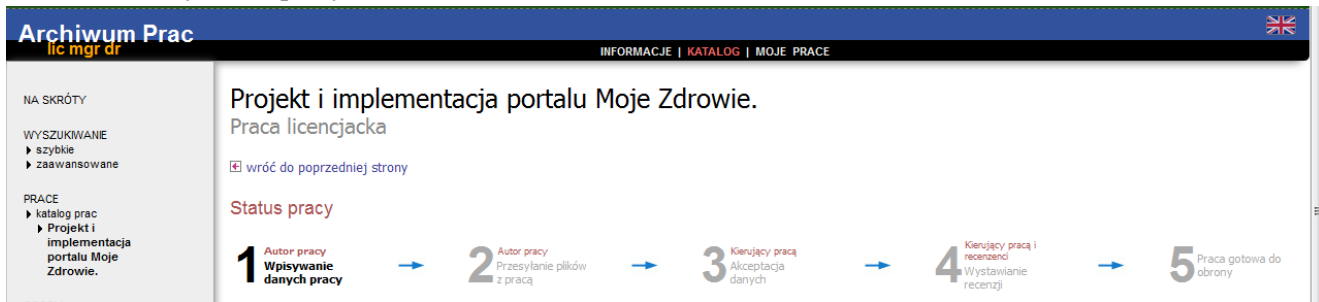 Archiwum Prac
lic mgr dr
INFORMACJE | KATALOG | MOJE PRACE
NA SKRÓTY
WYSZUKIWANIE
szybkie
zaawansowane
PRACE
katalog prac
Projekt i
implementacja
portalu Moje
Zdrowie.
Projekt i implementacja portalu Moje Zdrowie.
Praca licencjacka
wróć do poprzedniej strony
Status pracy
1
Autor pracy
Wpisywanie
danych pracy
2
Autor pracy
Przesyłanie plików
z pracą
3
Kierujący pracą
Akceptacja
danych
4
Kierujący pracą i
recenzenci
Wystawianie
recenzji
5
Praca gotowa do
obrony